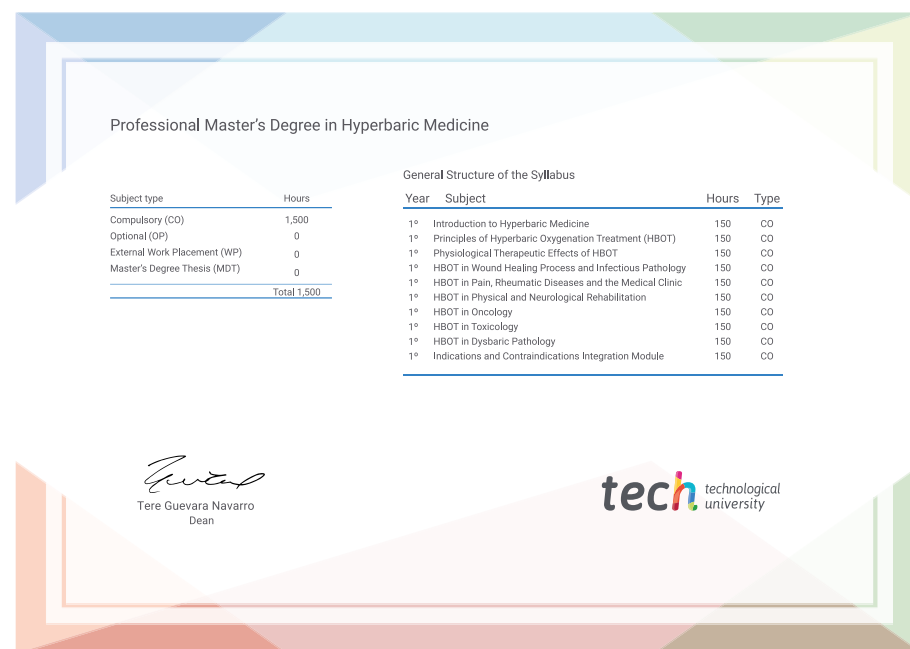 Professional Master's Degree in Hyperbaric Medicine
General Structure of the Syllabus
Subject type Hours
Compulsory (CO) 1,500
Optional (OP) 0
External Work Placement (WP) 0
Master's Degree Thesis (MDT) 0
Total 1,500
Year Subject Hours Type
1º Introduction to Hyperbaric Medicine 150 CO
1º Principles of Hyperbaric Oxygenation Treatment (HBOT) 150 CO
1º Physiological Therapeutic Effects of HBOT 150 CO
1º HBOT in Wound Healing Process and Infectious Pathology 150 CO
1º HBOT in Pain, Rheumatic Diseases and the Medical Clinic 150 CO
1º HBOT in Physical and Neurological Rehabilitation 150 CO
1º HBOT in Oncology 150 CO
1º HBOT in Toxicology 150 CO
1º HBOT in Dysbaric Pathology 150 CO
1º Indications and Contraindications Integration Module 150 CO
Tere Guevara Navarro
Dean
tech technological
university